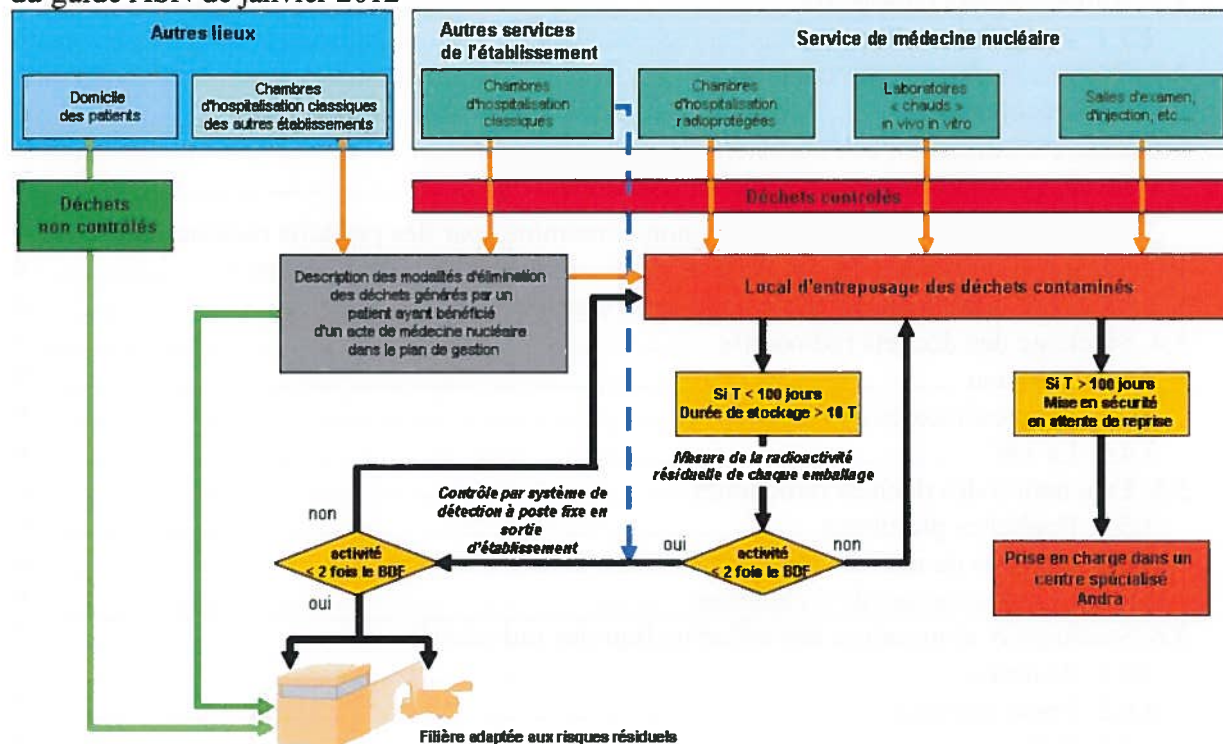 du guide ASN de janvier 2012
Autres lieux
Domicile
des patients
Chambres
d'hospitalisation classiques
des autres établissements
Autres services
de l'établissement
Service de médecine nucléaire
Chambres
d'hospitalisation
classiques
Chambres
d'hospitalisation
radioprotégées
Laboratoires
« chauds »
in vivo in vitro
Salles d'examen,
d'injection, etc...
Déchets
non contrôlés
Déchets contrôlés
Description des modalités d'élimination
des déchets générés par un
patient ayant bénéficié
d'un acte de médecine nucléaire
dans le plan de gestion
Local d'entreposage des déchets contaminés
Si T < 100 jours
Durée de stockage > 10 T
Si T > 100 jours
Mise en sécurité
en attente de reprise
Mesure de la radioactivité
résiduelle de chaque emballage
Contrôle par système de
détection à poste fixe en
sortie
d'établissement
non
activité
< 2 fois le BDF
oui
oui
activité
< 2 fois le BDF
non
Prise en charge dans un
centre spécialisé
Andra
Filière adaptée aux risques résiduels